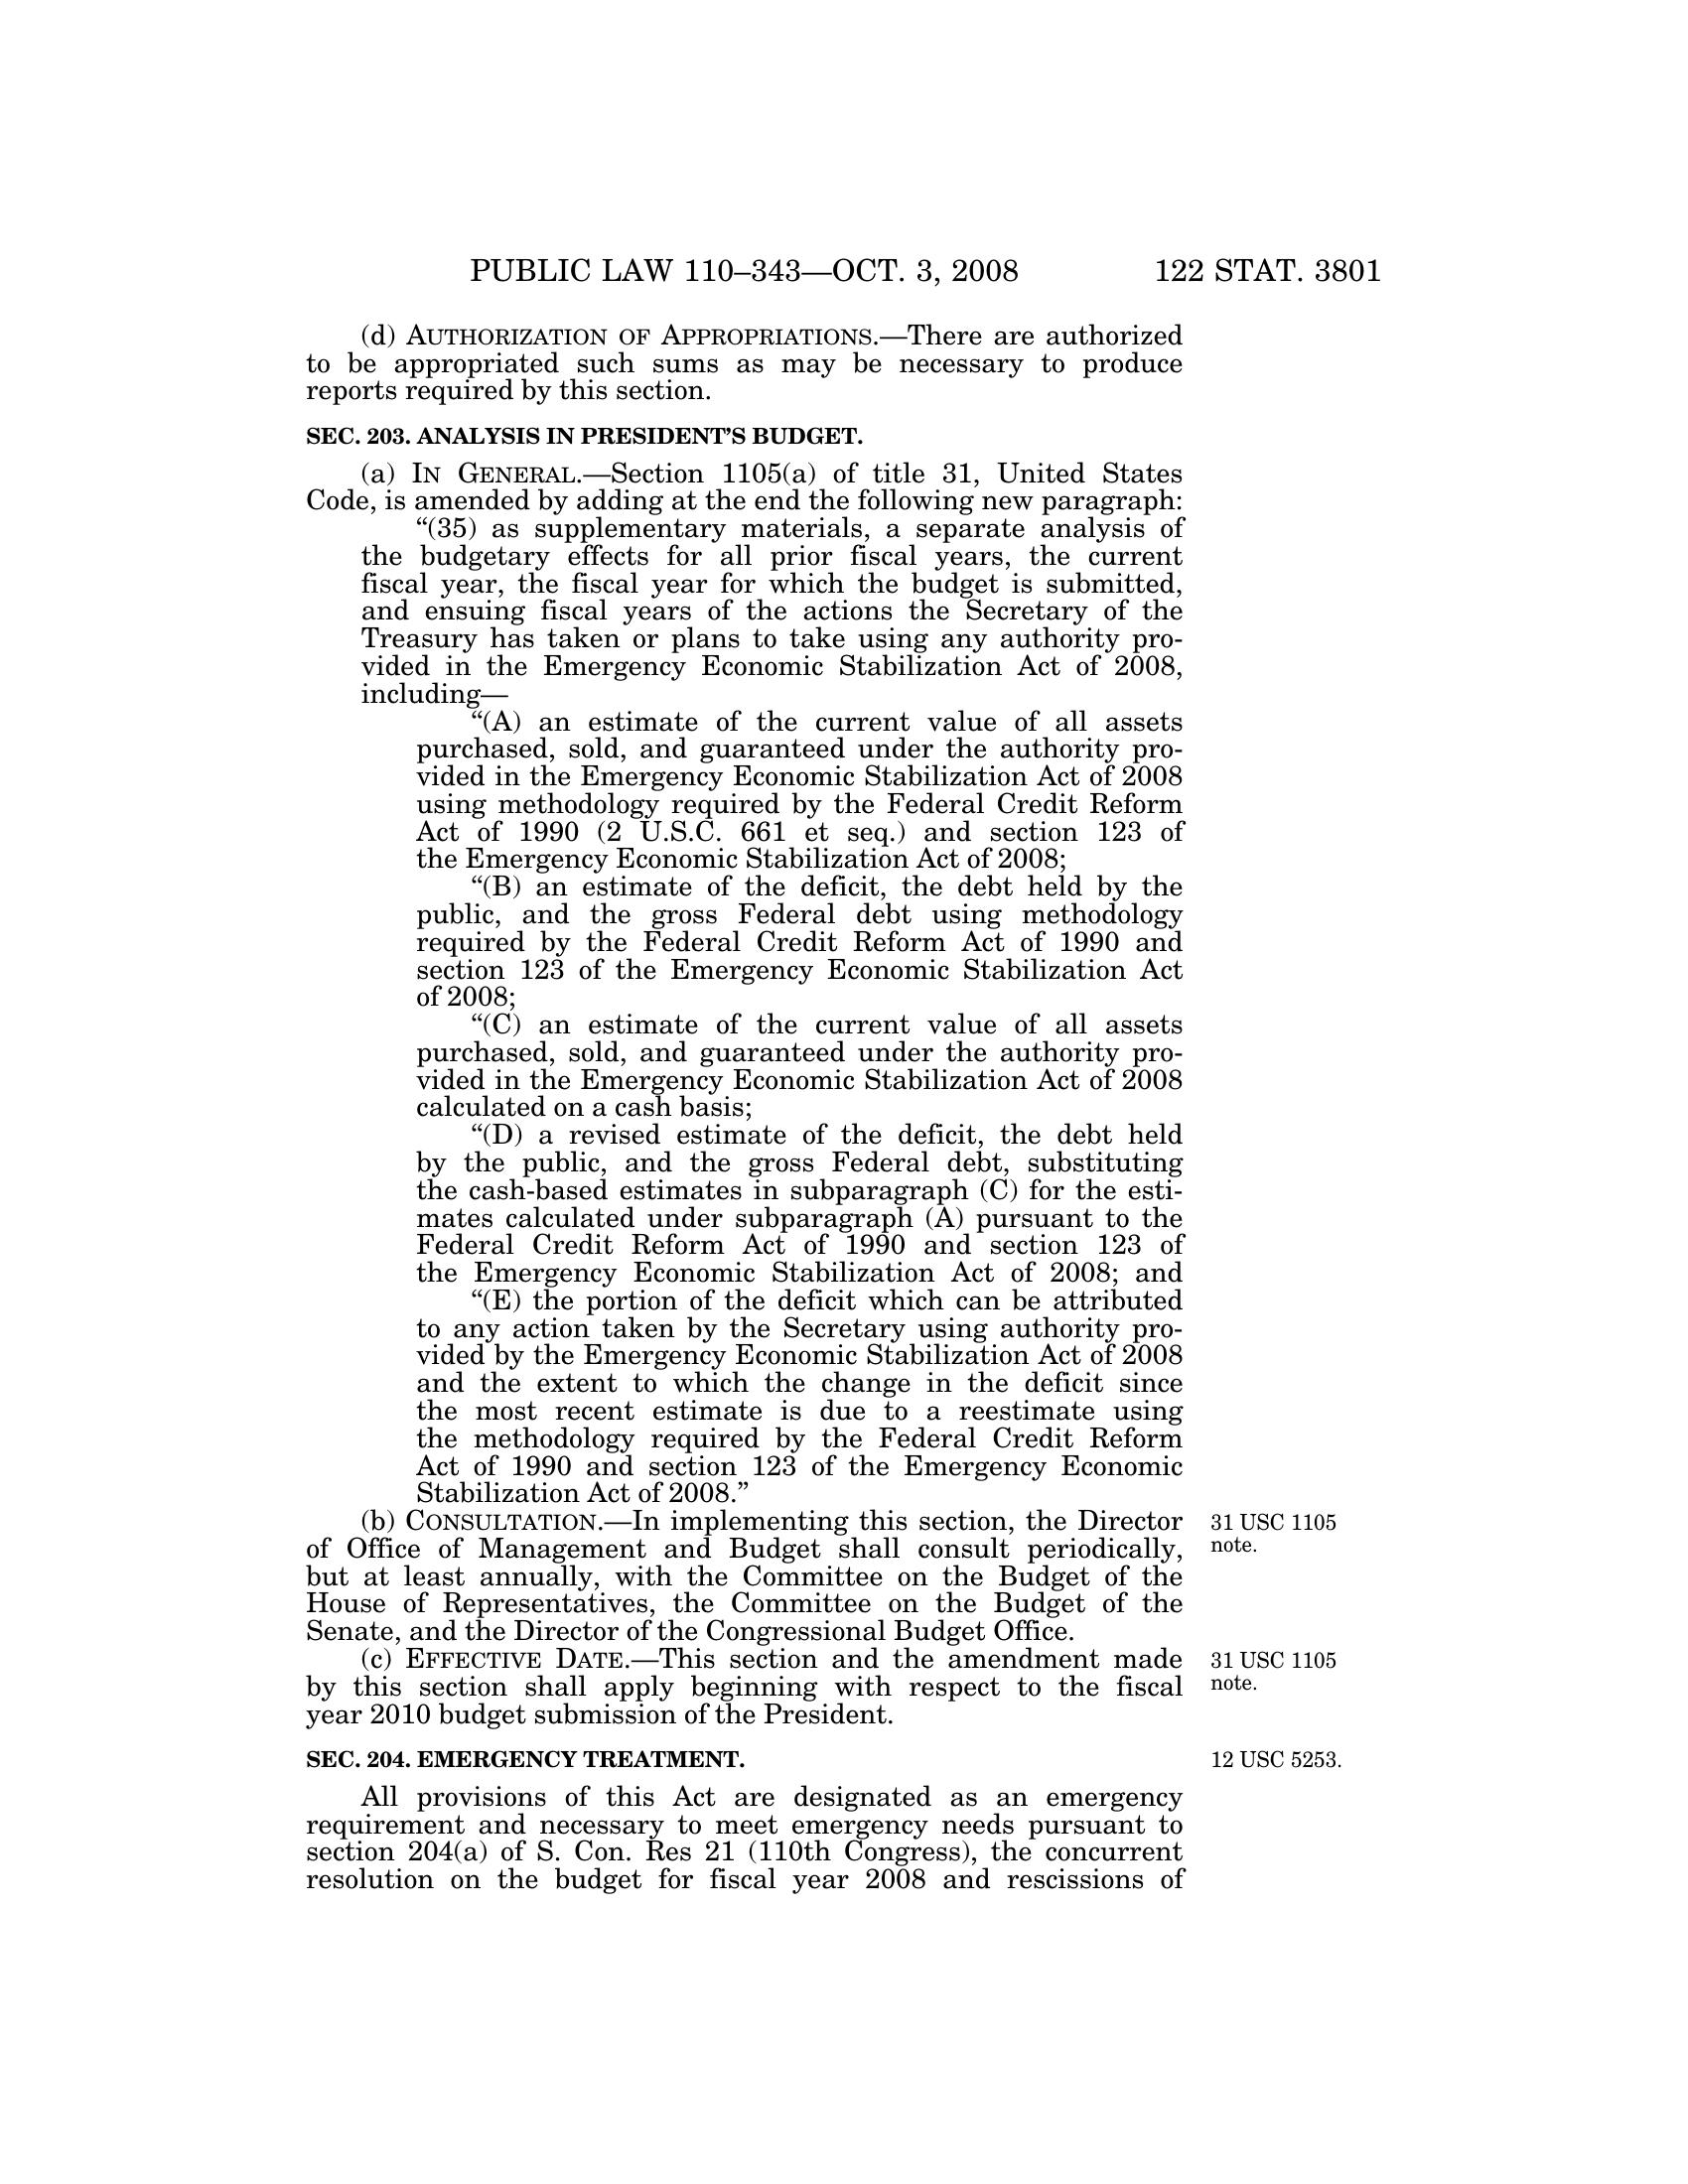 PUBLIC LAW 110–343—OCT. 3, 2008 122 STAT. 3801
(d) AUTHORIZATION OF APPROPRIATIONS.—There are authorized
to be appropriated such sums as may be necessary to produce
reports required by this section.
SEC. 203. ANALYSIS IN PRESIDENT'S BUDGET.
(a) IN GENERAL.—Section 1105(a) of title 31, United States
Code, is amended by adding at the end the following new paragraph:
“(35) as supplementary materials, a separate analysis of
the budgetary effects for all prior fiscal years, the current
fiscal year, the fiscal year for which the budget is submitted,
and ensuing fiscal years of the actions the Secretary of the
Treasury has taken or plans to take using any authority pro-
vided in the Emergency Economic Stabilization Act of 2008,
including—
“(A) an estimate of the current value of all assets
purchased, sold, and guaranteed under the authority pro-
vided in the Emergency Economic Stabilization Act of 2008
using methodology required by the Federal Credit Reform
Act of 1990 (2 U.S.C. 661 et seq.) and section 123 of
the Emergency Economic Stabilization Act of 2008;
“(B) an estimate of the deficit, the debt held by the
public, and the gross Federal debt using methodology
required by the Federal Credit Reform Act of 1990 and
section 123 of the Emergency Economic Stabilization Act
of 2008;
“(C) an estimate of the current value of all assets
purchased, sold, and guaranteed under the authority pro-
vided in the Emergency Economic Stabilization Act of 2008
calculated on a cash basis;
“(D) a revised estimate of the deficit, the debt held
by the public, and the gross Federal debt, substituting
the cash-based estimates in subparagraph (C) for the esti-
mates calculated under subparagraph (A) pursuant to the
Federal Credit Reform Act of 1990 and section 123 of
the Emergency Economic Stabilization Act of 2008; and
“(E) the portion of the deficit which can be attributed
to any action taken by the Secretary using authority pro-
vided by the Emergency Economic Stabilization Act of 2008
and the extent to which the change in the deficit since
the most recent estimate is due to a reestimate using
the methodology required by the Federal Credit Reform
Act of 1990 and section 123 of the Emergency Economic
Stabilization Act of 2008.”
(b) CONSULTATION.—In implementing this section, the Director
of Office of Management and Budget shall consult periodically,
but at least annually, with the Committee on the Budget of the
House of Representatives, the Committee on the Budget of the
Senate, and the Director of the Congressional Budget Office.
31 USC 1105
note.
(c) EFFECTIVE DATE.—This section and the amendment made
by this section shall apply beginning with respect to the fiscal
year 2010 budget submission of the President.
31 USC 1105
note.
SEC. 204. EMERGENCY TREATMENT.
12 USC 5253.
All provisions of this Act are designated as an emergency
requirement and necessary to meet emergency needs pursuant to
section 204(a) of S. Con. Res 21 (110th Congress), the concurrent
resolution on the budget for fiscal year 2008 and rescissions of